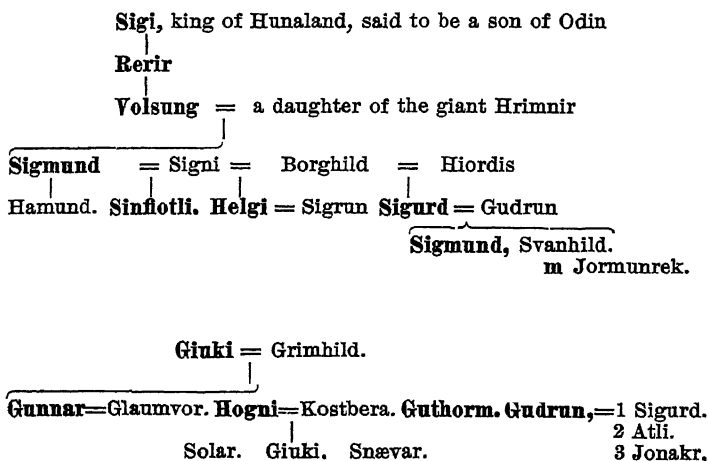 Sigi, king of Hunaland, said to be a son of Odin
Rerir
Volsung = a daughter of the giant Hrimnir
Sigmund = Signi = Borghild = Hiordis
Hamund. Sinfiotli. Helgi = Sigrun Sigurd = Gudrun
Sigmund, Svanhild.
m Jormunrek.
Giuki = Grimhild.
Gunnar=Glaumvor. Hogni=Kostbera. Guthorm. Gudrun,=1 Sigurd.
2 Atli.
Solar. Giuki. Snævar. 3 Jonakr.